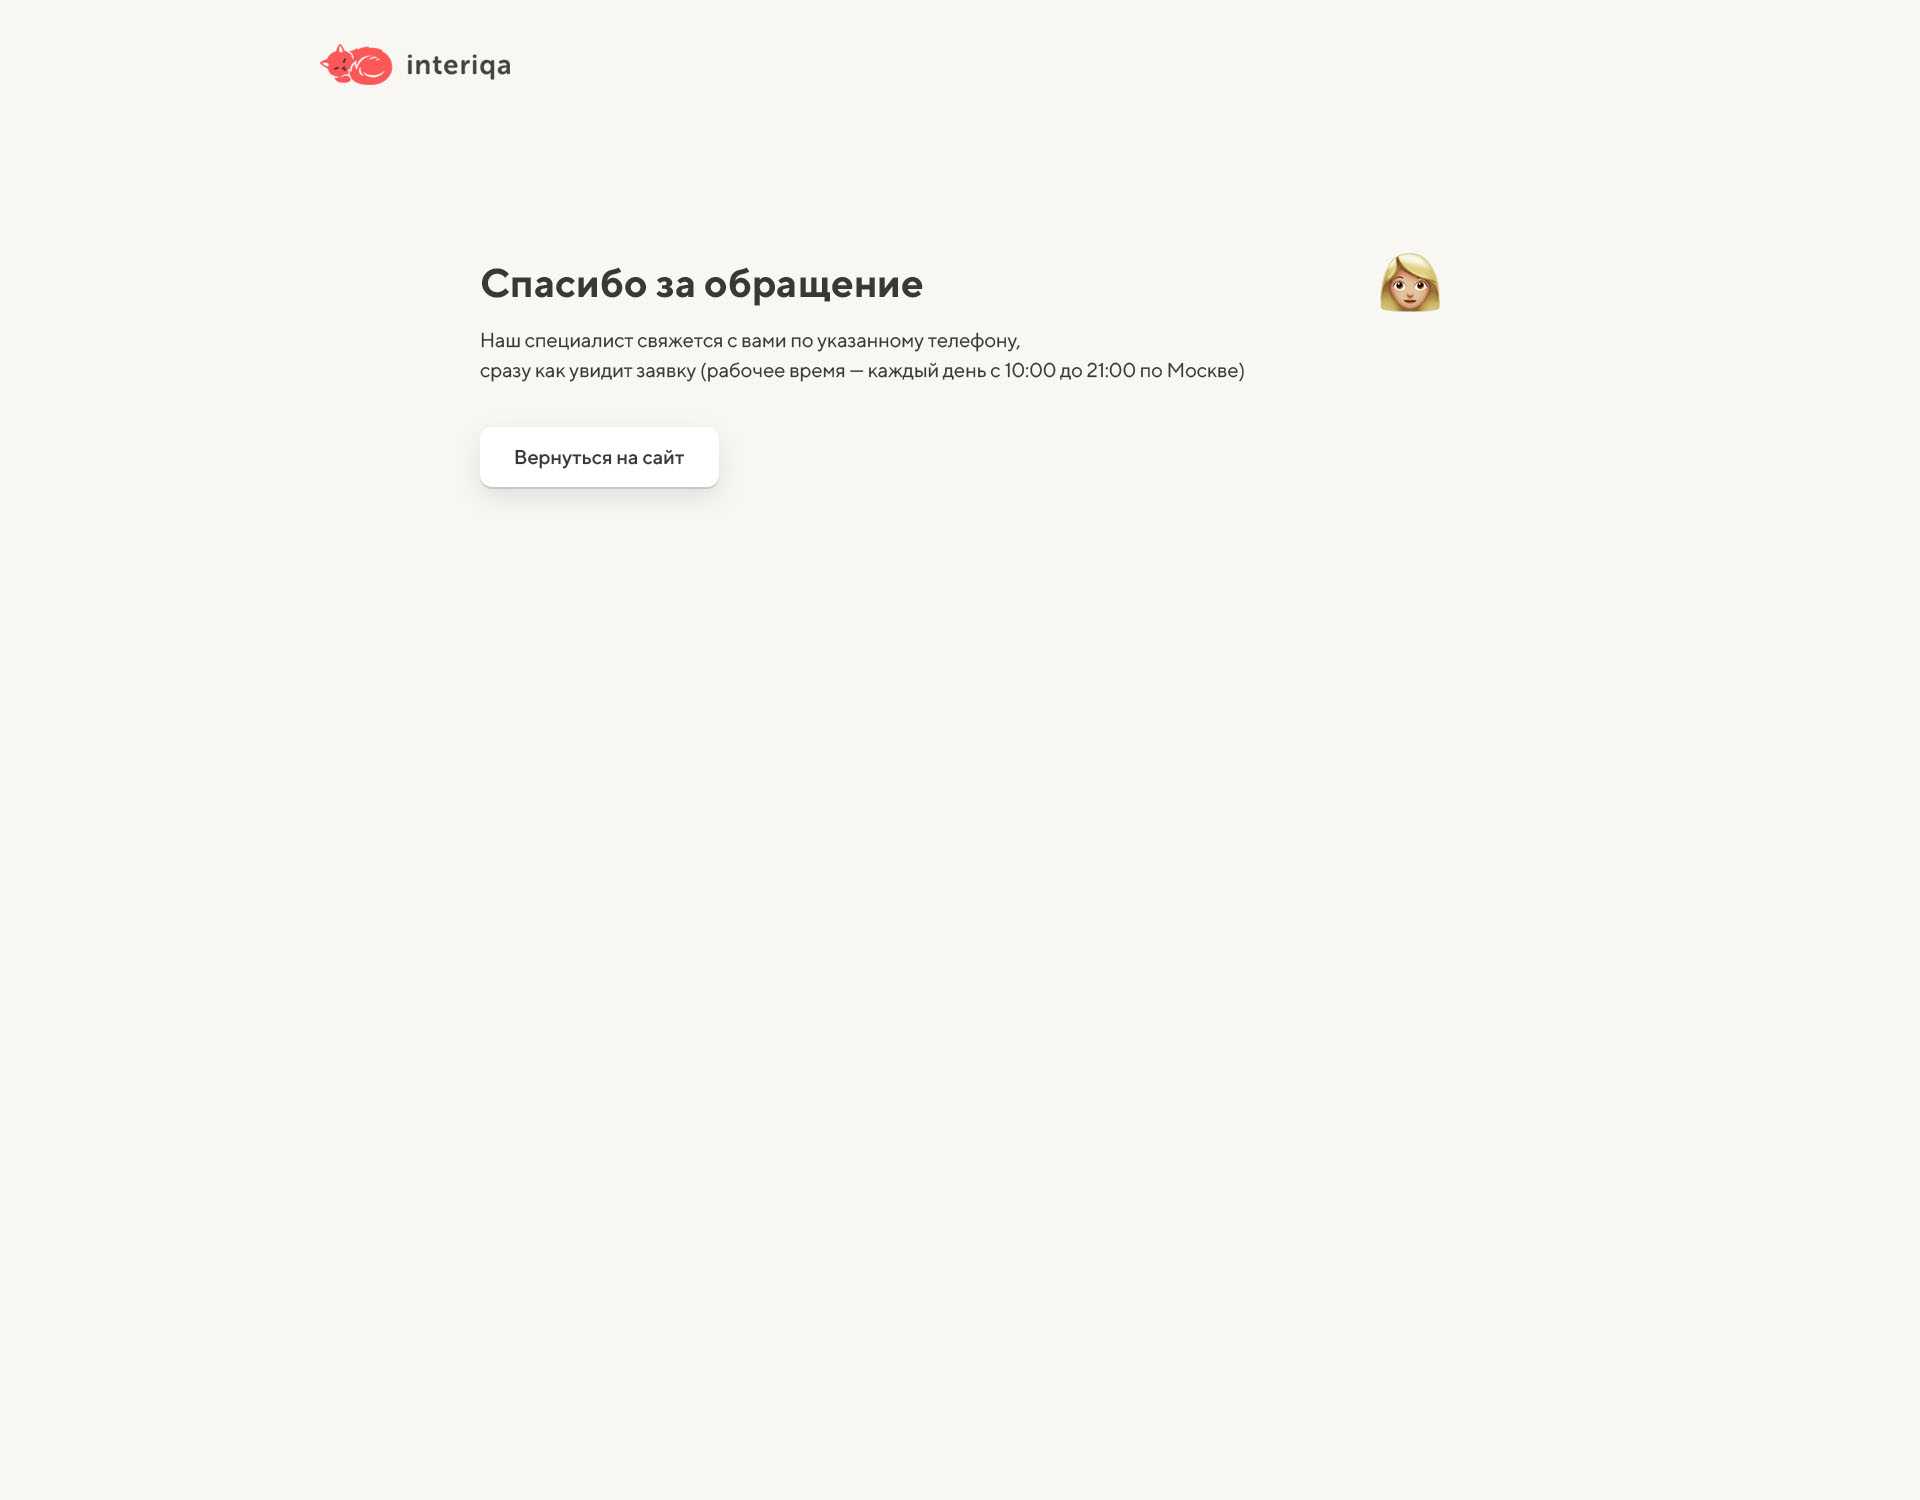 interiqa
Спасибо за обращение
Наш специалист свяжется с вами по указанному телефону,
сразу как увидит заявку (рабочее время — каждый день с 10:00 до 21:00 по Москве)
Вернуться на сайт